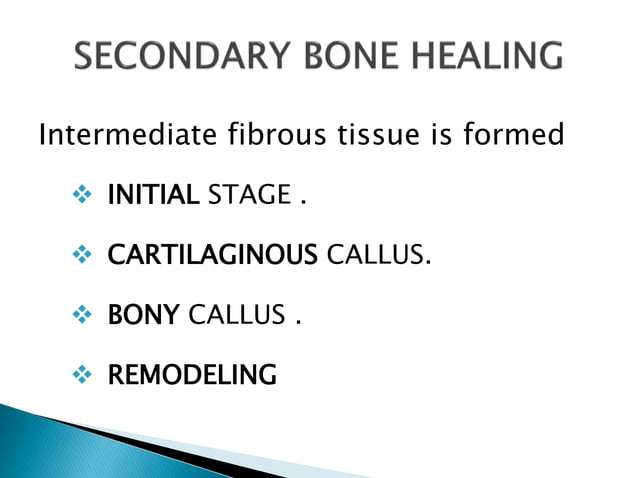 SECONDARY BONE HEALING
Intermediate fibrous tissue is formed
❖ INITIAL STAGE .
❖ CARTILAGINOUS CALLUS.
❖ BONY CALLUS .
❖ REMODELING